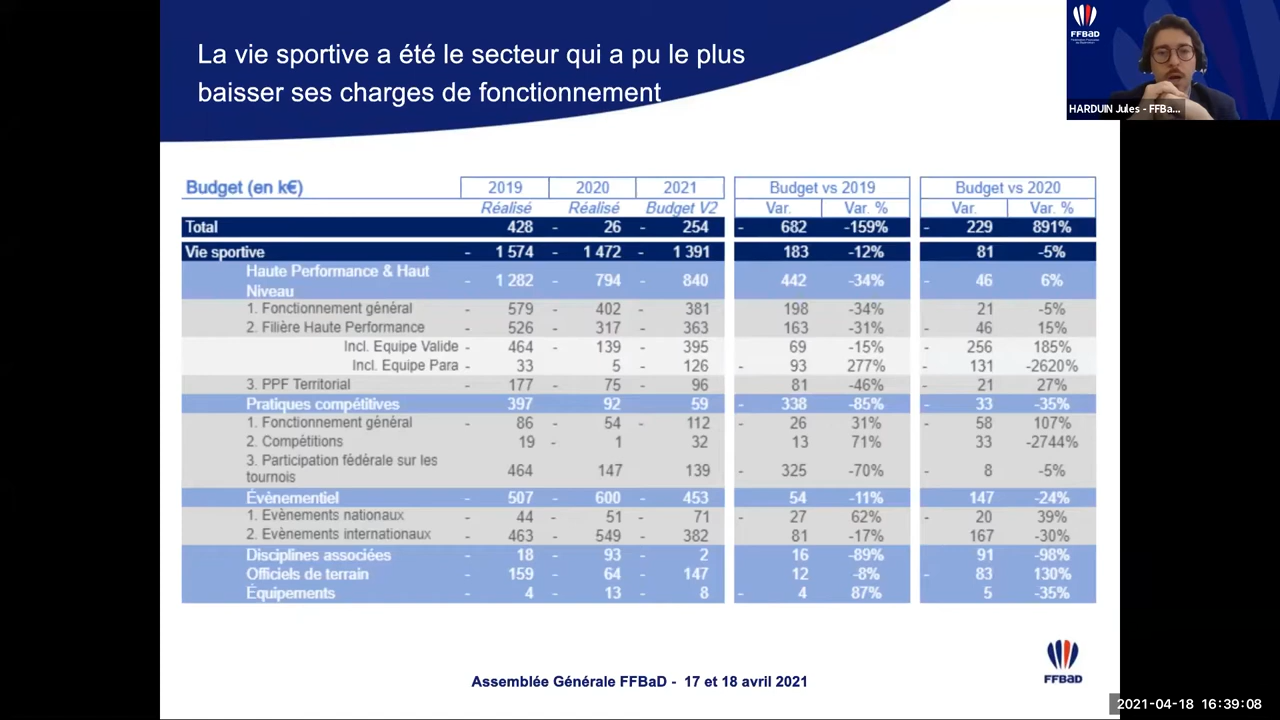 La vie sportive a été le secteur qui a pu le plus
baisser ses charges de fonctionnement
FFBaD
HARDUIN Jules - FFBa...
Budget (en k€) 2019 2020 2021 Budget vs 2019 Budget vs 2020
Réalisé Réalisé Budget V2 Var. Var. % Var. Var. %
Total 428 - 26 - 254 - 682 -159% - 229 891%
Vie sportive - 1 574 - 1 472 - 1 391 183 -12% 81 -5%
Haute Performance & Haut
Niveau - 1 282 - 794 - 840 442 -34% - 46 6%
1. Fonctionnement général - 579 - 402 - 381 198 -34% 21 -5%
2. Filière Haute Performance - 526 - 317 - 363 163 -31% - 46 15%
Incl. Equipe Valide - 464 - 139 - 395 69 -15% - 256 185%
Incl. Equipe Para - 33 5 - 126 - 93 277% - 131 -2620%
3. PPF Territorial - 177 - 75 - 96 81 -46% - 21 27%
Pratiques compétitives 397 92 59 - 338 -85% - 33 -35%
1. Fonctionnement général - 86 - 54 - 112 - 26 31% - 58 107%
2. Compétitions 19 - 1 32 13 71% 33 -2744%
3. Participation fédérale sur les
tournois 464 147 139 - 325 -70% - 8 -5%
Évènementiel - 507 - 600 - 453 54 -11% 147 -24%
1. Evènements nationaux - 44 - 51 - 71 - 27 62% - 20 39%
2. Evènements internationaux - 463 - 549 - 382 81 -17% 167 -30%
Disciplines associées - 18 - 93 - 2 16 -89% 91 -98%
Officiels de terrain - 159 - 64 - 147 12 -8% - 83 130%
Équipements - 4 - 13 - 8 - 4 87% 5 -35%
FFBaD
Assemblée Générale FFBaD - 17 et 18 avril 2021
2021-04-18 16:39:08